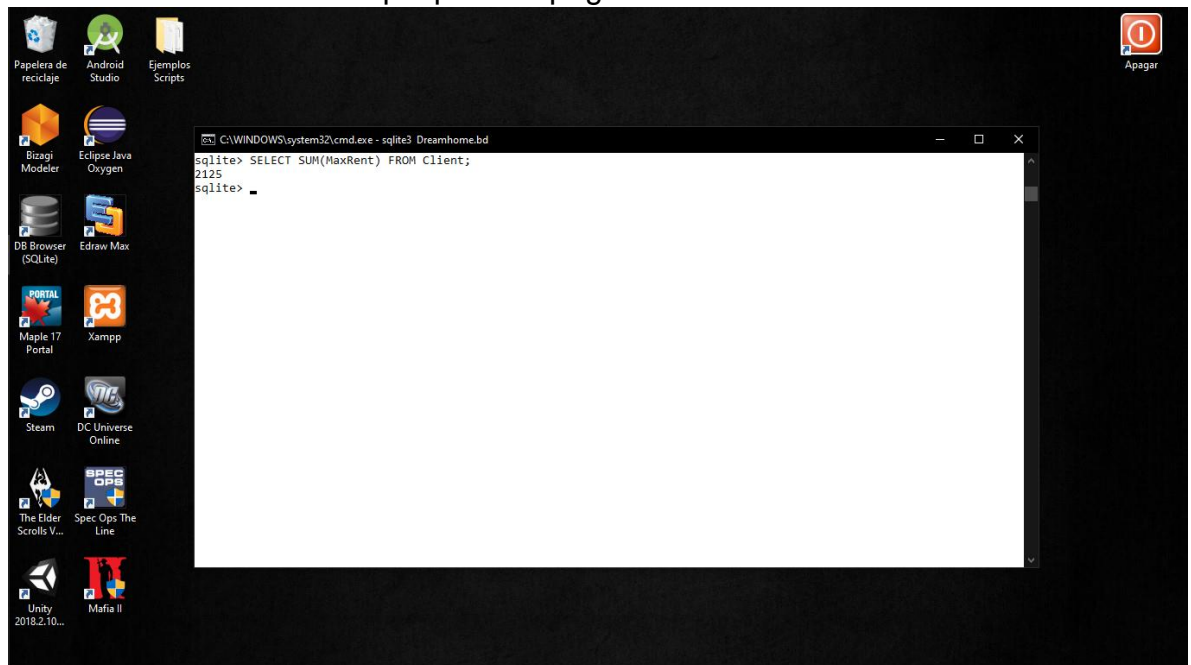 Papelera de reciclaje
Android Studio
Ejemplos Scripts
Apagar
Bizagi Modeler
Eclipse Java Oxygen
C:\WINDOWS\system32\cmd.exe - sqlite3 Dreamhome.bd
sqlite> SELECT SUM(MaxRent) FROM Client;
2125
sqlite>
DB Browser (SQLite)
Edraw Max
PORTAL
Maple 17 Portal
Xampp
Steam
DC Universe Online
SPEC OPS
The Elder Scrolls V...
Spec Ops The Line
Unity 2018.2.10...
Mafia II